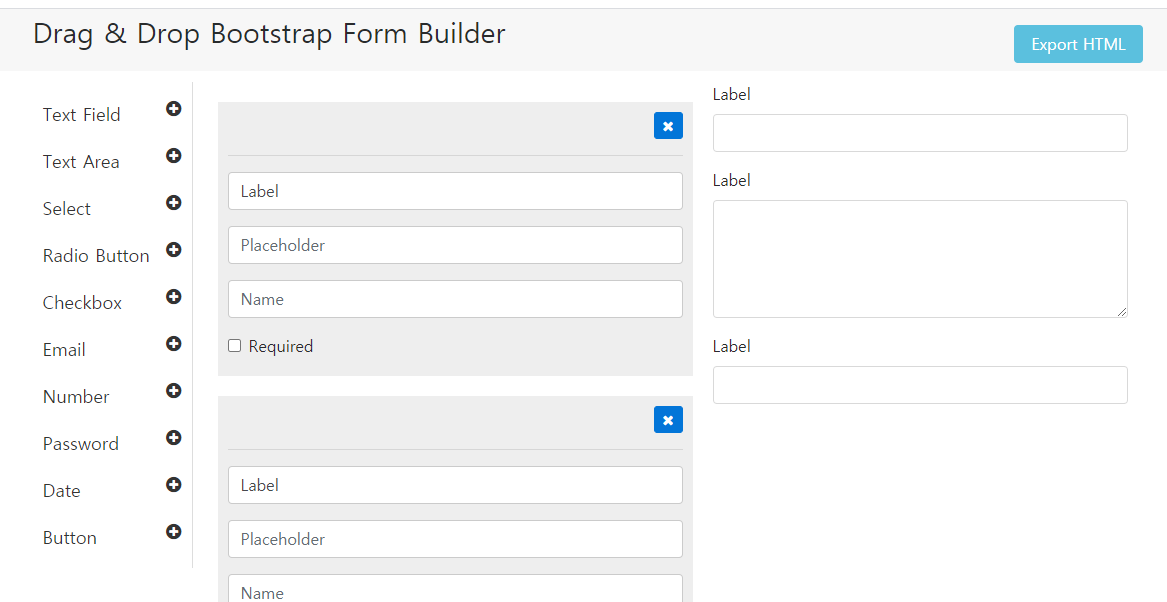 Drag & Drop Bootstrap Form Builder
Export HTML
Text Field
Text Area
Select
Radio Button
Checkbox
Email
Number
Password
Date
Button
Label
Placeholder
Name
Required
Label
Placeholder
Name
Label
Label
Label